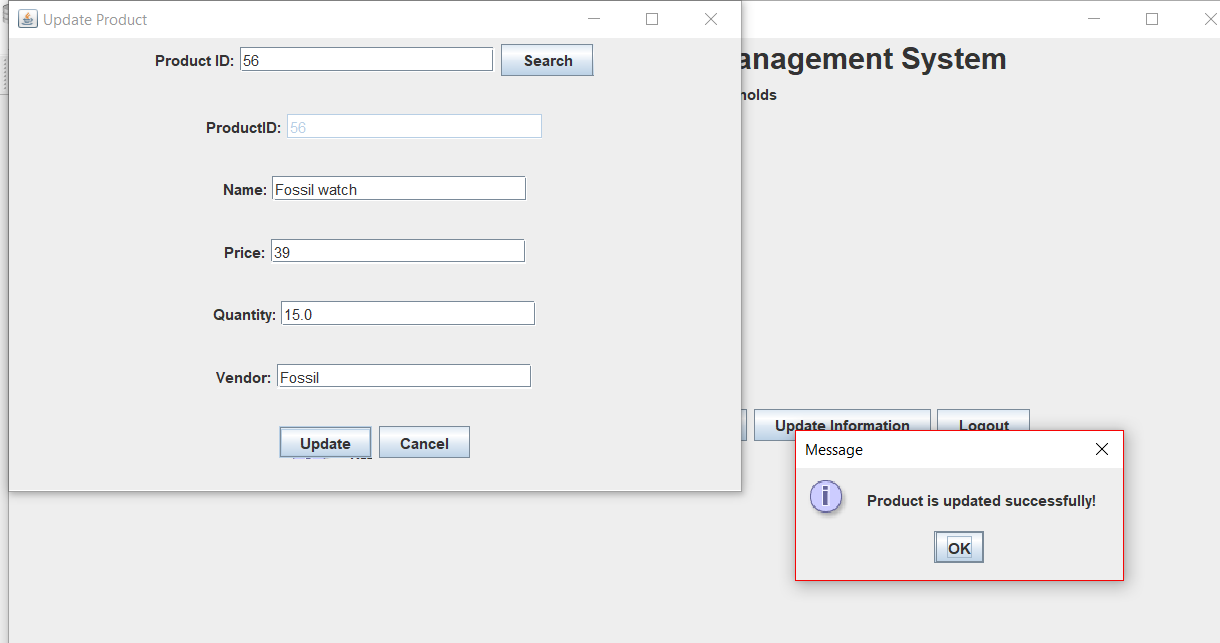 Update Product
Product ID: 56 Search
ProductID: 56
Name: Fossil watch
Price: 39
Quantity: 15.0
Vendor: Fossil
Update Cancel
anagement System
nolds
Update Information Logout
Message
Product is updated successfully!
OK